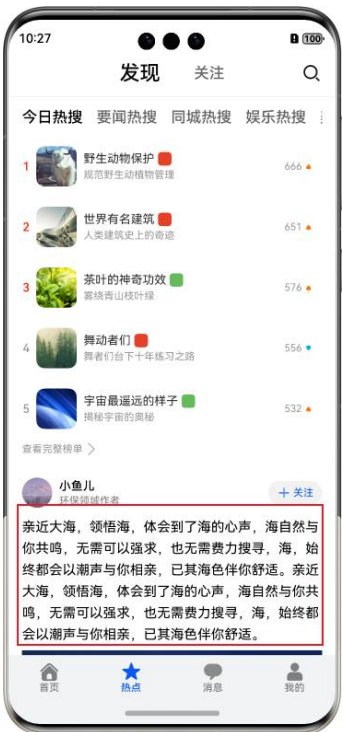 10:27
100
发现 关注
今日热搜 要闻热搜 同城热搜 娱乐热搜
1 野生动物保护 666
规范野生动植物管理
2 世界有名建筑 651
人类建筑史上的奇迹
3 茶叶的神奇功效 576
雾绕青山枝叶绿
4 舞动者们 556
舞者们台下十年练习之路
5 宇宙最遥远的样子 532
揭秘宇宙的奥秘
查看完整榜单
小鱼儿
环保领域作者
+ 关注
亲近大海，领悟海，体会到了海的心声，海自然与
你共鸣，无需可以强求，也无需费力搜寻，海，始
终都会以潮声与你相亲，已其海色伴你舒适。亲近
大海，领悟海，体会到了海的心声，海自然与你共
鸣，无需可以强求，也无需费力搜寻，海，始终都
会以潮声与你相亲，已其海色伴你舒适。
首页 热点 消息 我的